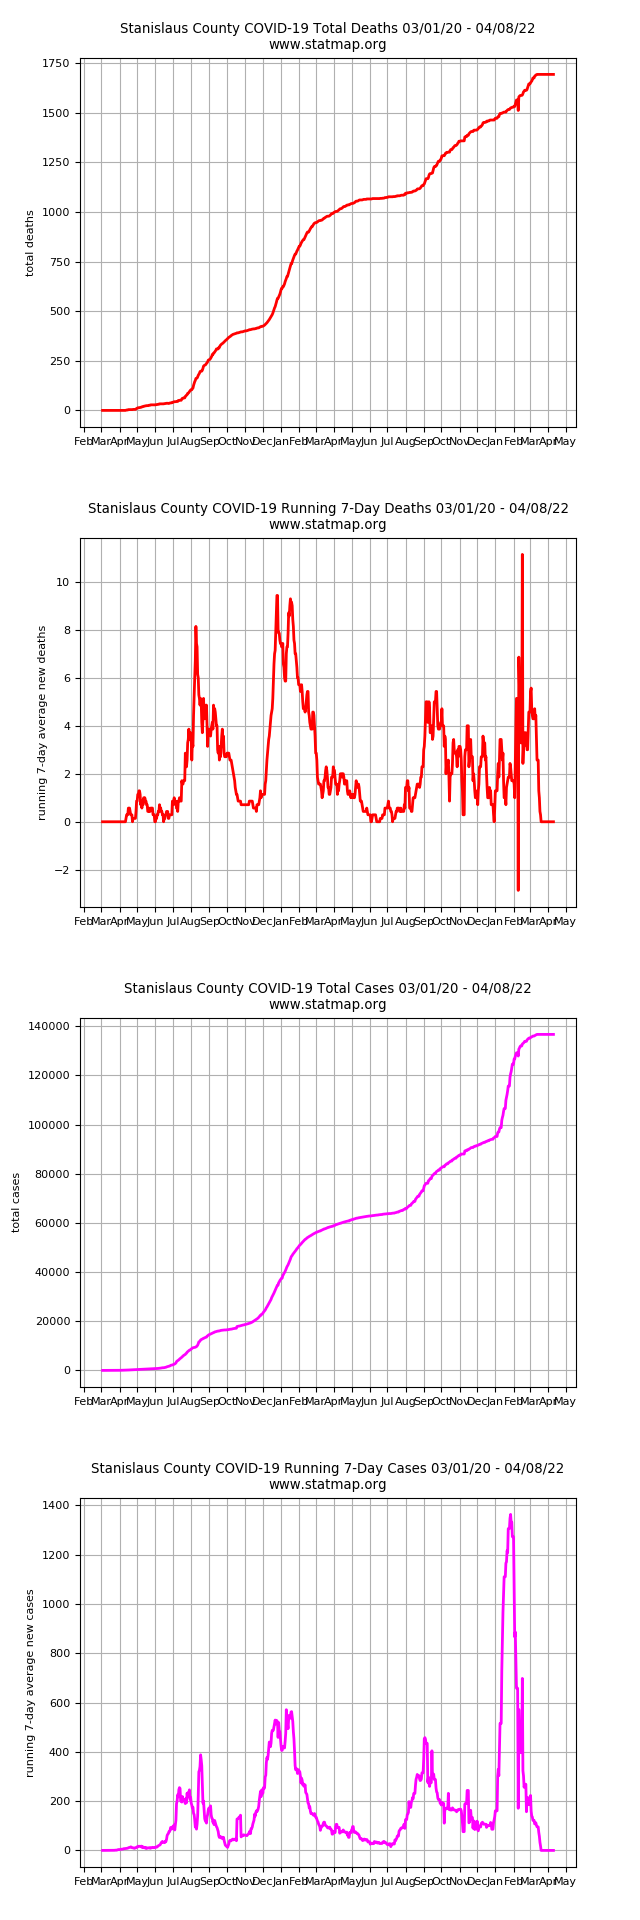 Stanislaus County COVID-19 Total Deaths 03/01/20 - 04/08/22
www.statmap.org
1750
1500
1250
1000
750
500
250
0
total deaths
Feb Mar Apr May Jun Jul Aug Sep Oct Nov Dec Jan Feb Mar Apr May Jun Jul Aug Sep Oct Nov Dec Jan Feb Mar Apr May
Stanislaus County COVID-19 Running 7-Day Deaths 03/01/20 - 04/08/22
www.statmap.org
10
8
6
4
2
0
−2
running 7-day average new deaths
Feb Mar Apr May Jun Jul Aug Sep Oct Nov Dec Jan Feb Mar Apr May Jun Jul Aug Sep Oct Nov Dec Jan Feb Mar Apr May
Stanislaus County COVID-19 Total Cases 03/01/20 - 04/08/22
www.statmap.org
140000
120000
100000
80000
60000
40000
20000
0
total cases
Feb Mar Apr May Jun Jul Aug Sep Oct Nov Dec Jan Feb Mar Apr May Jun Jul Aug Sep Oct Nov Dec Jan Feb Mar Apr May
Stanislaus County COVID-19 Running 7-Day Cases 03/01/20 - 04/08/22
www.statmap.org
1400
1200
1000
800
600
400
200
0
running 7-day average new cases
Feb Mar Apr May Jun Jul Aug Sep Oct Nov Dec Jan Feb Mar Apr May Jun Jul Aug Sep Oct Nov Dec Jan Feb Mar Apr May